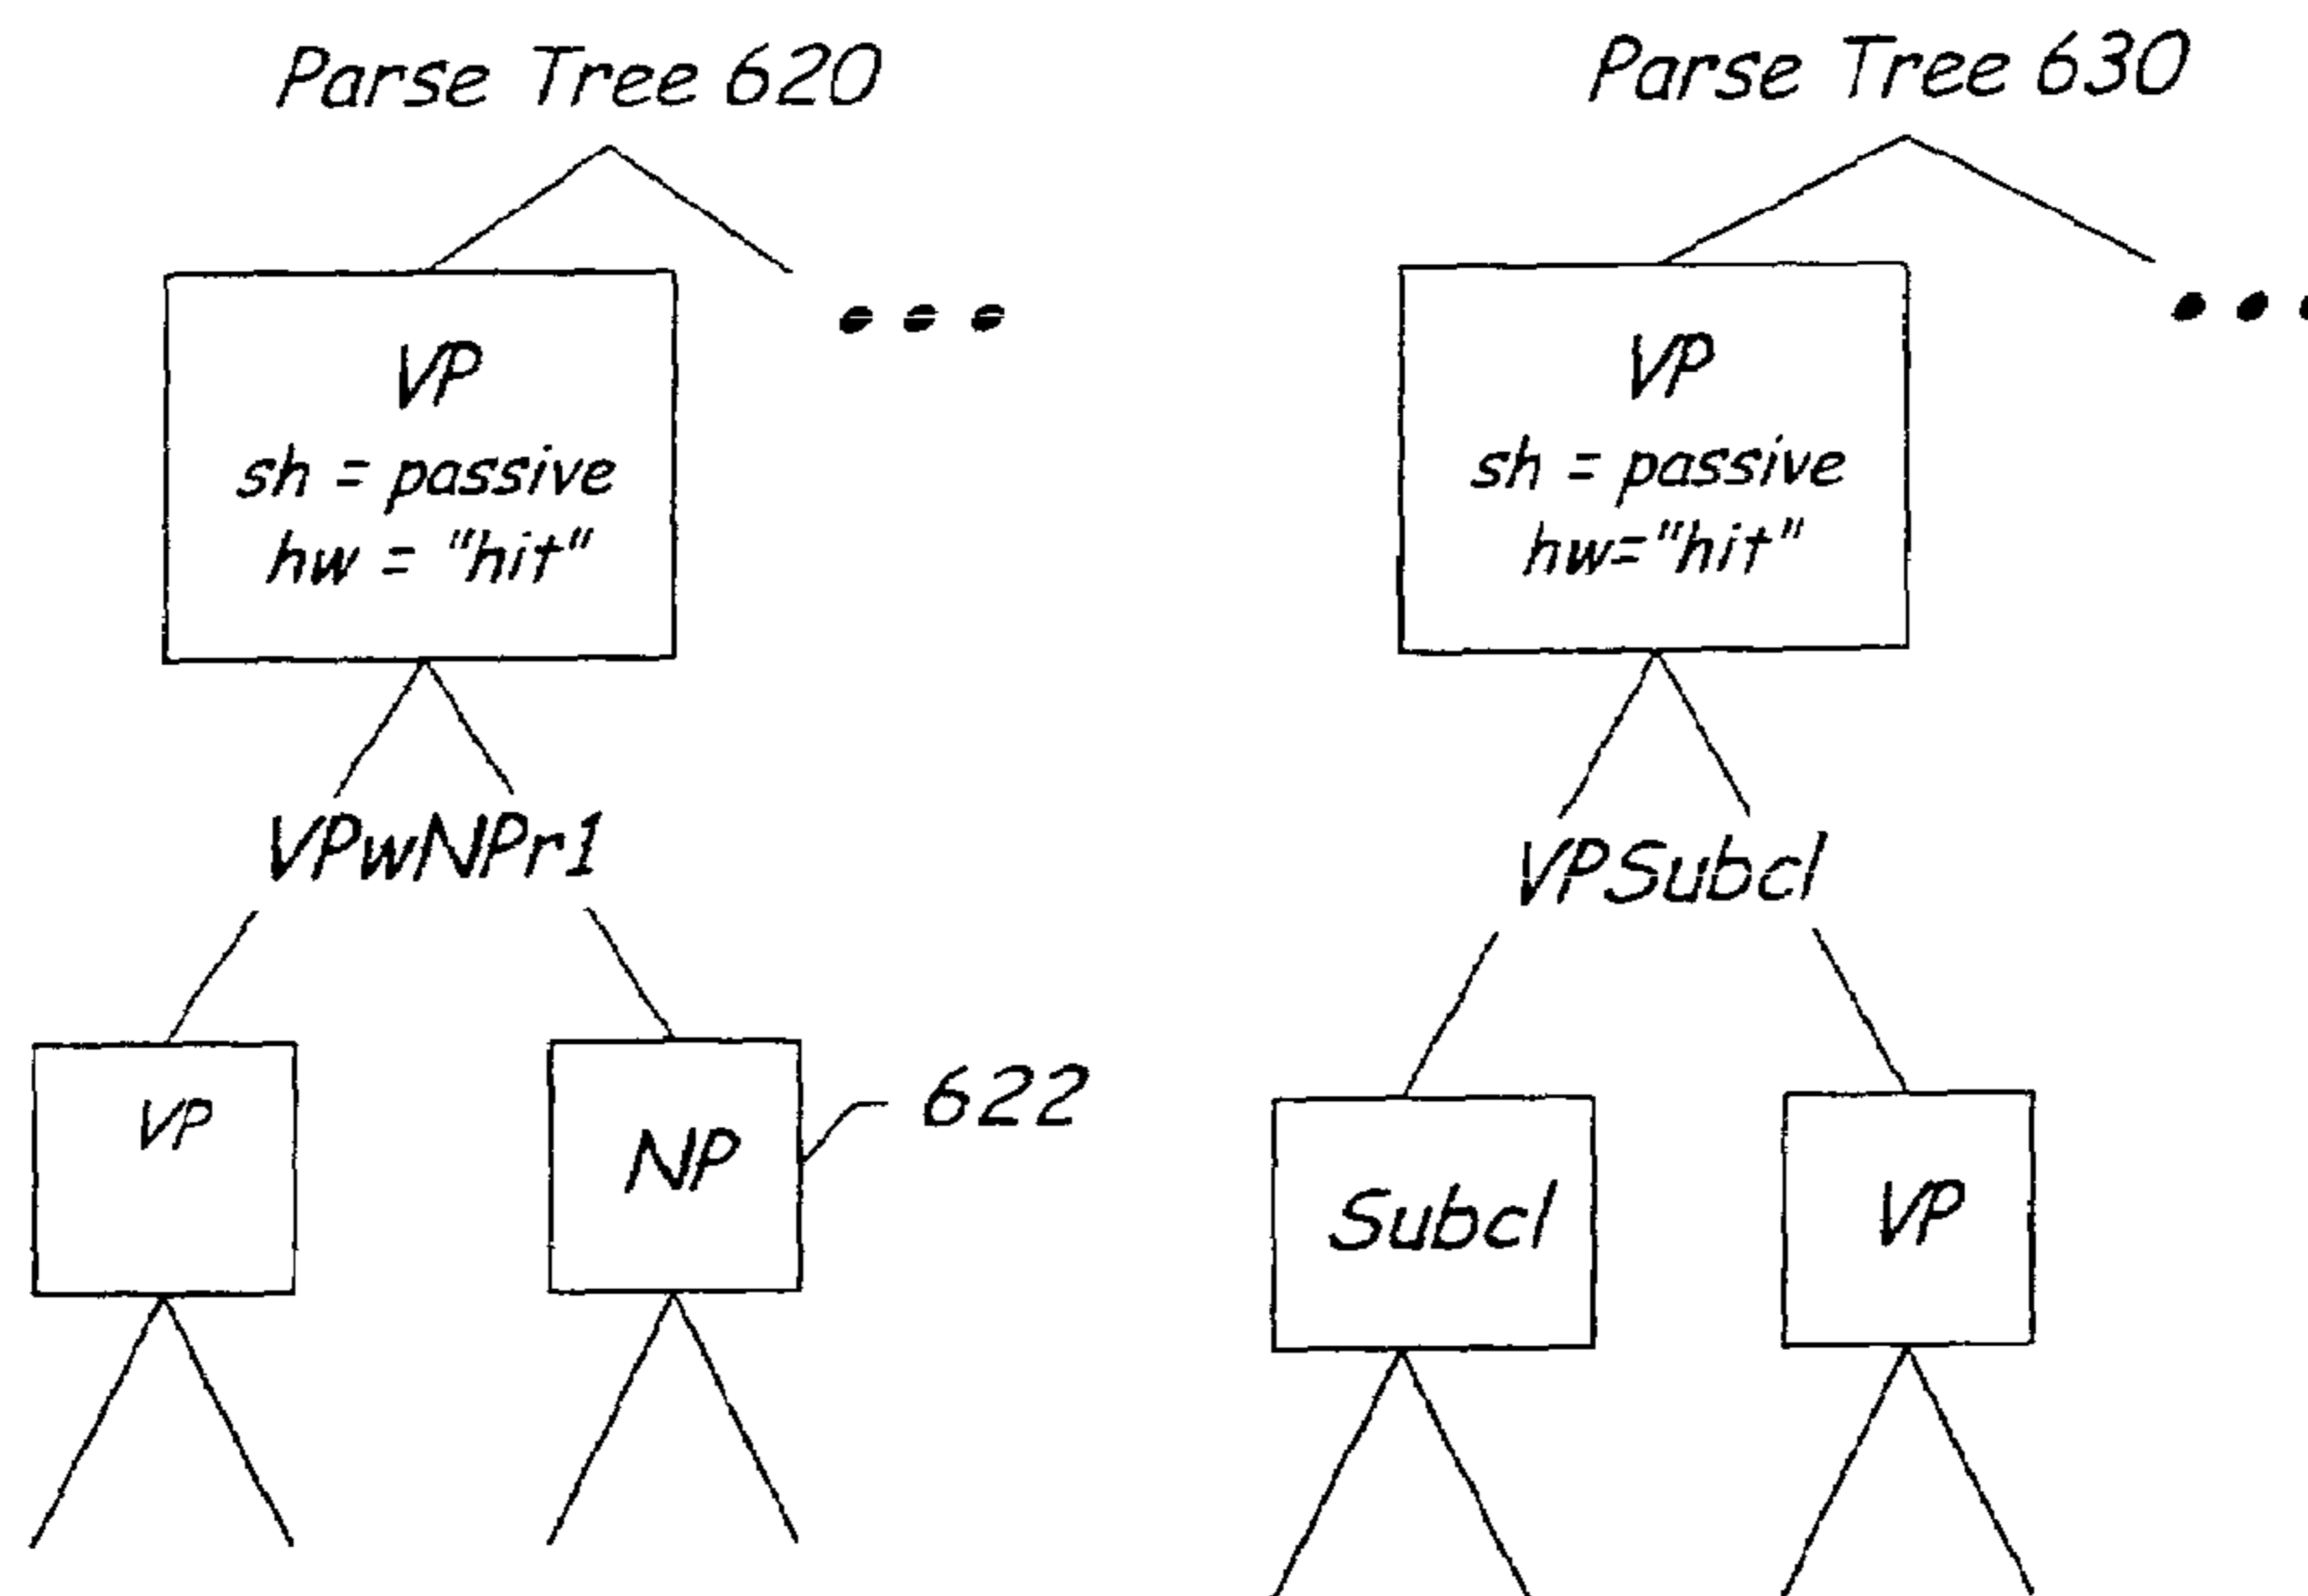 Parse Tree 620
VP
sh = passive
hw = "hit"
VPwNPr1
VP
NP
622
Parse Tree 630
VP
sh = passive
hw="hit"
VPSubcl
Subcl
VP